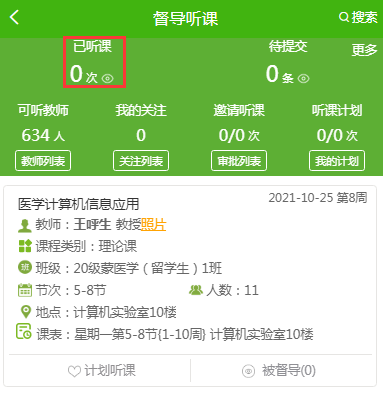 督导听课
搜索
已听课
待提交
更多
0 次
0 条
可听教师
我的关注
邀请听课
听课计划
634 人
0
0/0 次
0/0 次
教师列表
关注列表
审批列表
我的计划
医学计算机信息应用
2021-10-25 第8周
教师：王呼生 教授照片
课程类别：理论课
班 班级：20级蒙医学（留学生）1班
节次：5-8节
人数：11
地点：计算机实验室10楼
课表：星期一第5-8节{1-10周} 计算机实验室10楼
计划听课
被督导(0)